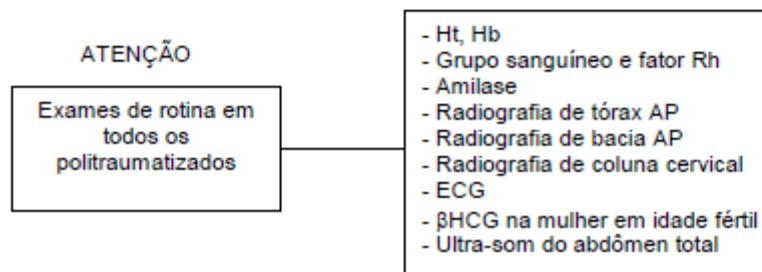 ATENÇÃO
Exames de rotina em
todos os
politraumatizados
- Ht, Hb
- Grupo sanguíneo e fator Rh
- Amilase
- Radiografia de tórax AP
- Radiografia de bacia AP
- Radiografia de coluna cervical
- ECG
- βHCG na mulher em idade fértil
- Ultra-som do abdômen total